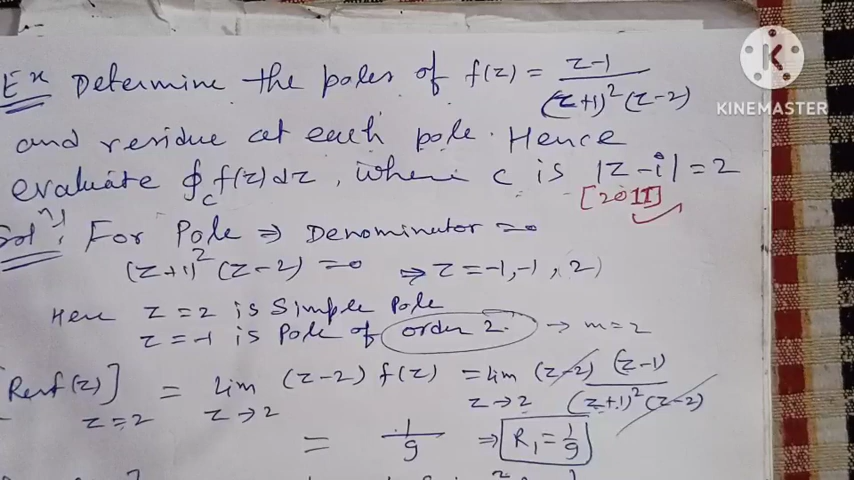 KINEMASTER
Ex Determine the poles of f(z) = z-1 / (z+1)²(z-2)
and residue at each pole. Hence
evaluate ∮c f(z)dz, where c is |z-i| = 2
[2011]
Solⁿ: For Pole ⇒ Denominator = 0
(z+1)²(z-2) = 0 ⇒ z = -1, -1, 2
Here z = 2 is Simple Pole
z = -1 is Pole of order 2. → m = 2
[Res f(z)] z=2 = lim z→2 (z-2) f(z) = lim z→2 (z-2) (z-1) / (z+1)²(z-2)
= 1/9 ⇒ R₁ = 1/9